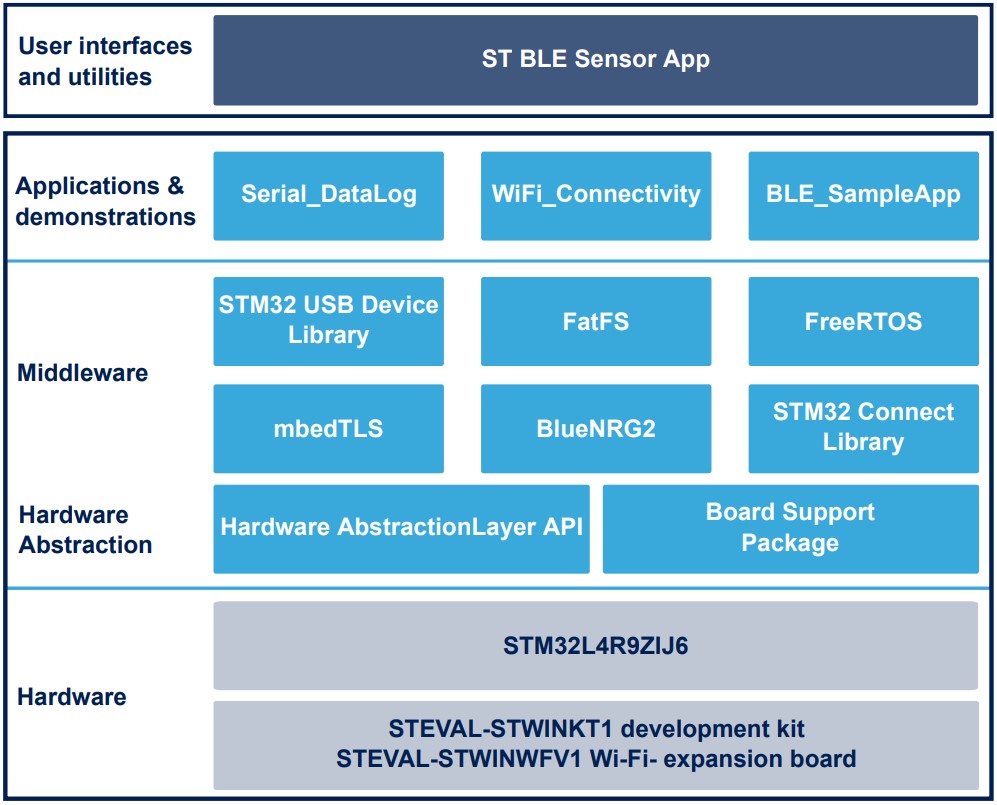 User interfaces
and utilities
ST BLE Sensor App
Applications &
demonstrations
Serial_DataLog
WiFi_Connectivity
BLE_SampleApp
Middleware
STM32 USB Device
Library
FatFS
FreeRTOS
mbedTLS
BlueNRG2
STM32 Connect
Library
Hardware
Abstraction
Hardware AbstractionLayer API
Board Support
Package
Hardware
STM32L4R9ZIJ6
STEVAL-STWINKT1 development kit
STEVAL-STWINWFV1 Wi-Fi- expansion board